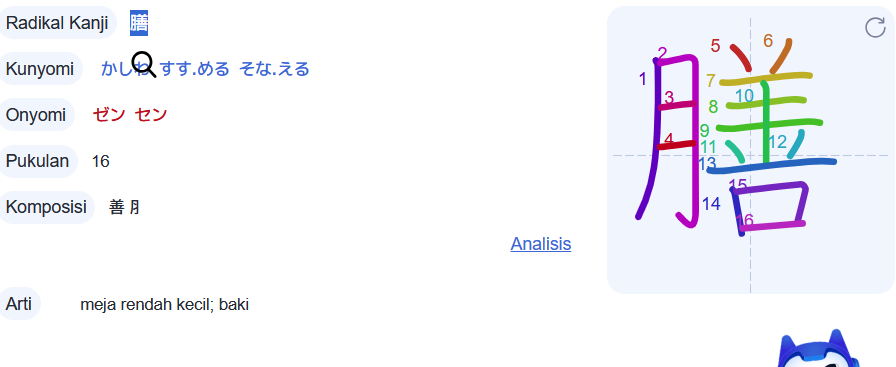 Radikal Kanji 膳
Kunyomi かしわ すす.める そな.える
Onyomi ゼン セン
Pukulan 16
Komposisi 善 ⺼
Analisis
Arti meja rendah kecil; baki
1
2
3
4
5
6
7
8
9
10
11
12
13
14
15
16